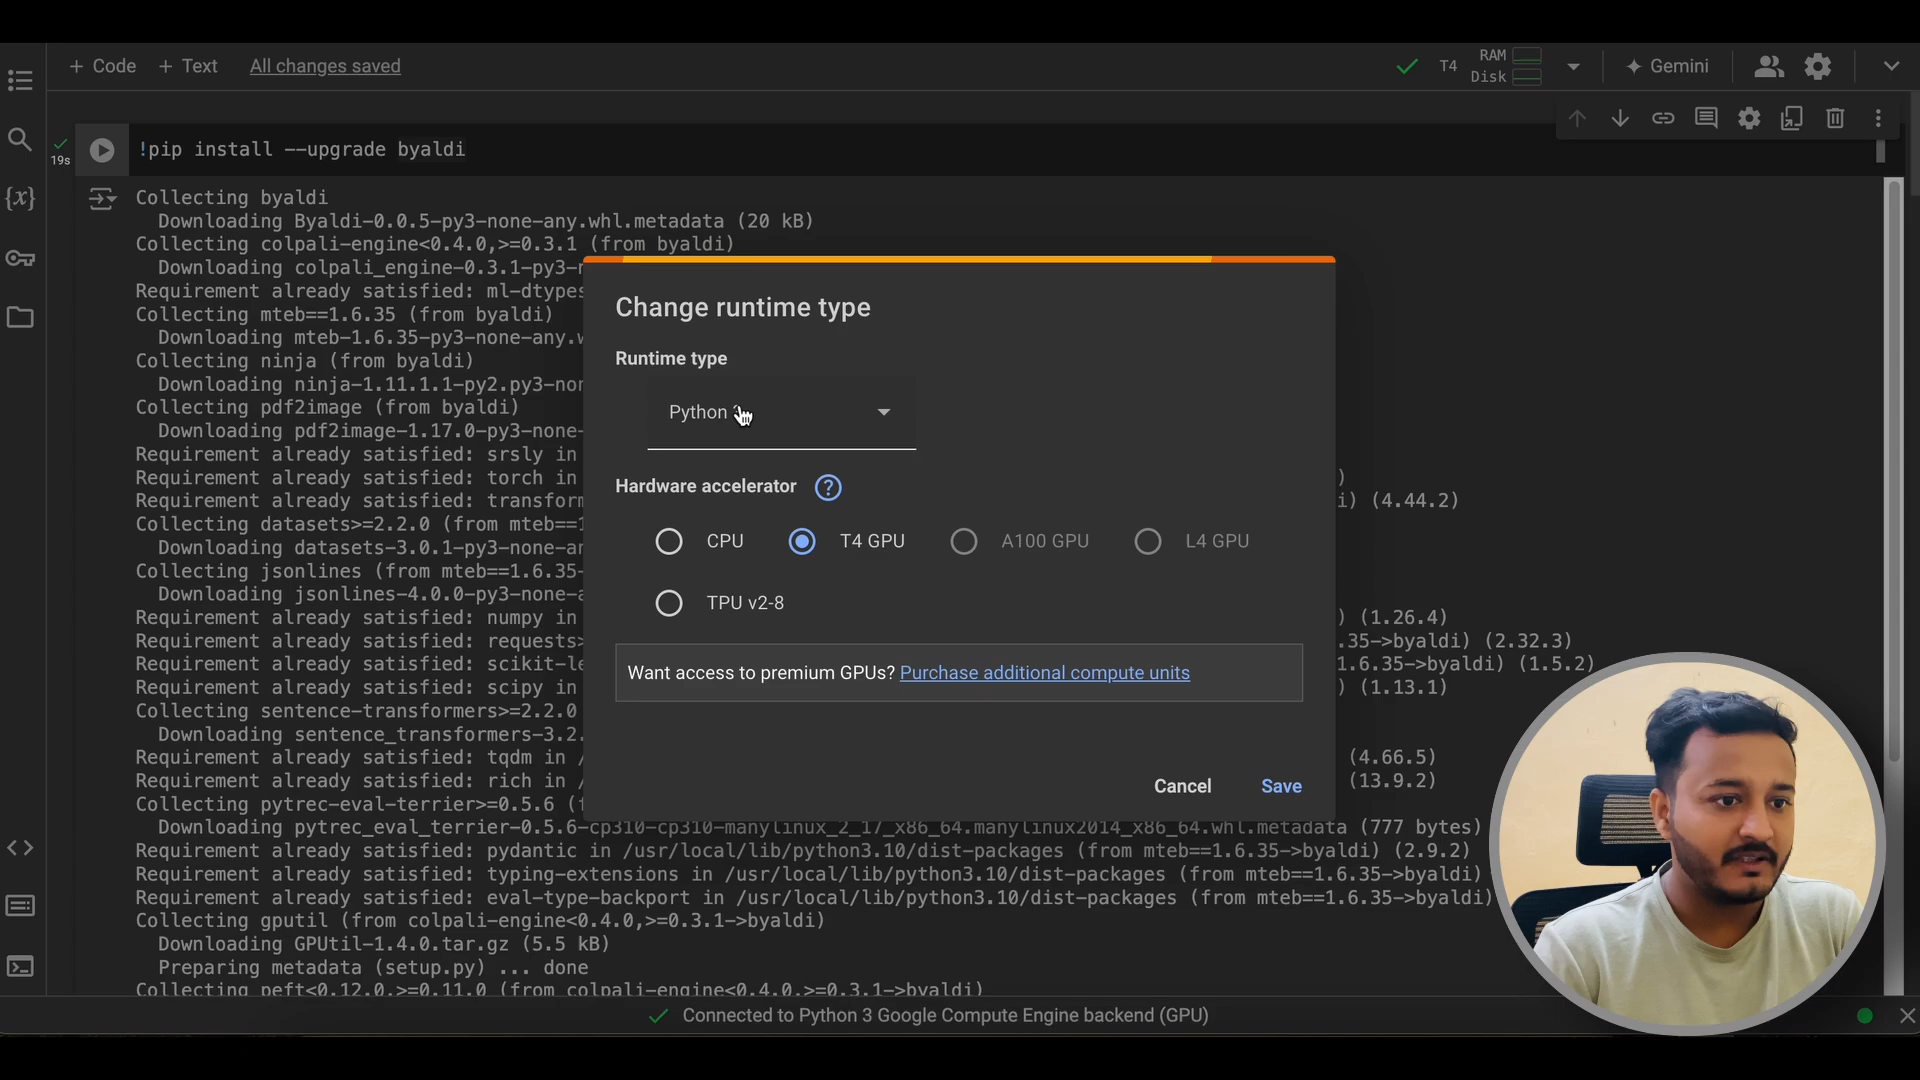 + Code + Text All changes saved
T4 RAM Disk Gemini
19s
!pip install --upgrade byaldi
Collecting byaldi
Downloading Byaldi-0.0.5-py3-none-any.whl.metadata (20 kB)
Collecting colpali-engine<0.4.0,>=0.3.1 (from byaldi)
Downloading colpali_engine-0.3.1-py3-
Requirement already satisfied: ml-dtypes
Collecting mteb==1.6.35 (from byaldi)
Downloading mteb-1.6.35-py3-none-any.
Collecting ninja (from byaldi)
Downloading ninja-1.11.1.1-py2.py3-no
Collecting pdf2image (from byaldi)
Downloading pdf2image-1.17.0-py3-none-
Requirement already satisfied: srsly in
Requirement already satisfied: torch in )
Requirement already satisfied: transform i) (4.44.2)
Collecting datasets>=2.2.0 (from mteb==1
Downloading datasets-3.0.1-py3-none-a
Collecting jsonlines (from mteb==1.6.35-
Downloading jsonlines-4.0.0-py3-none-a
Requirement already satisfied: numpy in ) (1.26.4)
Requirement already satisfied: requests> .35->byaldi) (2.32.3)
Requirement already satisfied: scikit-le 1.6.35->byaldi) (1.5.2)
Requirement already satisfied: scipy in ) (1.13.1)
Collecting sentence-transformers>=2.2.0
Downloading sentence_transformers-3.2.
Requirement already satisfied: tqdm in / (4.66.5)
Requirement already satisfied: rich in / (13.9.2)
Collecting pytrec-eval-terrier>=0.5.6 (f
Downloading pytrec_eval_terrier-0.5.6-cp310-cp310-manylinux_2_17_x86_64.manylinux2014_x86_64.whl.metadata (777 bytes)
Requirement already satisfied: pydantic in /usr/local/lib/python3.10/dist-packages (from mteb==1.6.35->byaldi) (2.9.2)
Requirement already satisfied: typing-extensions in /usr/local/lib/python3.10/dist-packages (from mteb==1.6.35->byaldi)
Requirement already satisfied: eval-type-backport in /usr/local/lib/python3.10/dist-packages (from mteb==1.6.35->byaldi)
Collecting gputil (from colpali-engine<0.4.0,>=0.3.1->byaldi)
Downloading GPUtil-1.4.0.tar.gz (5.5 kB)
Preparing metadata (setup.py) ... done
Collecting peft<0.12.0,>=0.11.0 (from colpali-engine<0.4.0,>=0.3.1->byaldi)
Change runtime type
Runtime type
Python
Hardware accelerator ?
CPU T4 GPU A100 GPU L4 GPU
TPU v2-8
Want access to premium GPUs? Purchase additional compute units
Cancel Save
Connected to Python 3 Google Compute Engine backend (GPU)